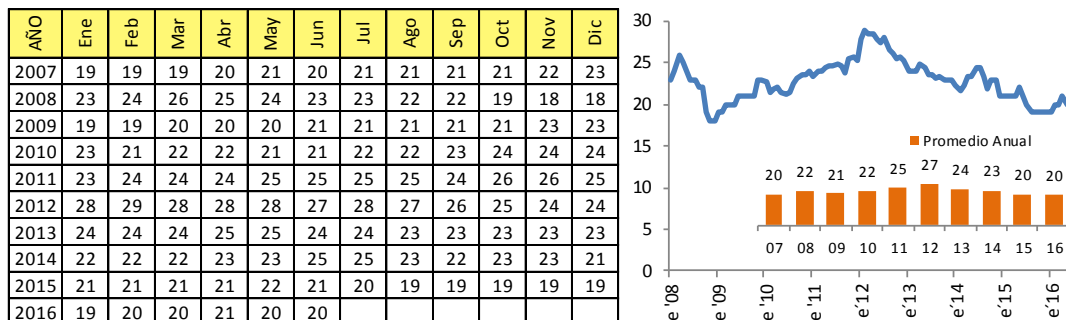 AÑO Ene Feb Mar Abr May Jun Jul Ago Sep Oct Nov Dic
2007 19 19 19 20 21 20 21 21 21 21 22 23
2008 23 24 26 25 24 23 23 22 22 19 18 18
2009 19 19 20 20 20 21 21 21 21 21 23 23
2010 23 21 22 22 21 21 22 22 23 24 24 24
2011 23 24 24 24 25 25 25 25 24 26 26 25
2012 28 29 28 28 28 27 28 27 26 25 24 24
2013 24 24 24 25 25 24 24 23 23 23 23 23
2014 22 22 22 23 23 25 25 23 22 23 23 21
2015 21 21 21 21 22 21 20 19 19 19 19 19
2016 19 20 20 21 20 20
30
25
20
15
10
5
0
Promedio Anual
20 22 21 22 25 27 24 23 20 20
07 08 09 10 11 12 13 14 15 16
e '08 e '09 e '10 e '11 e´12 e´13 e '14 e '15 e '16